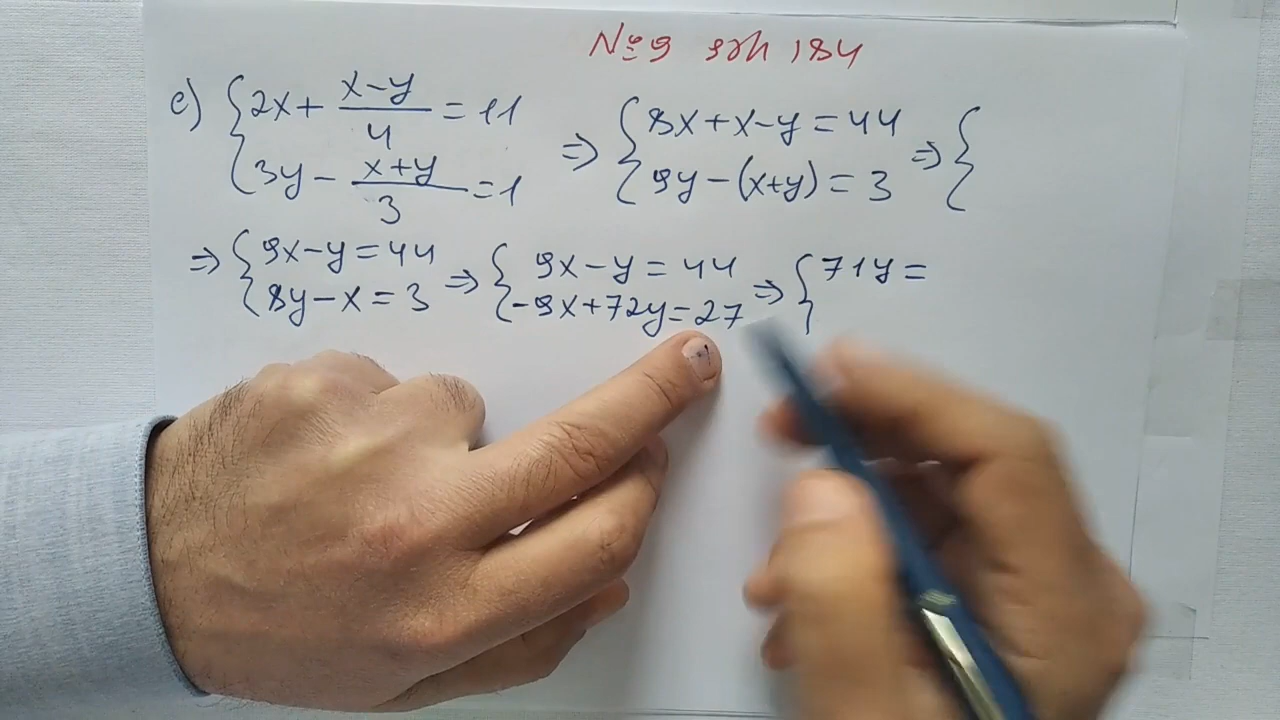 №9 эгһ 184
e) {2x + (x-y)/4 = 11
{3y - (x+y)/3 = 1
⇒ {8x+x-y=44
{9y-(x+y)=3 ⇒ {
⇒ {9x-y=44
{8y-x=3
⇒ {9x-y=44
{-9x+72y=27
⇒ {71y=